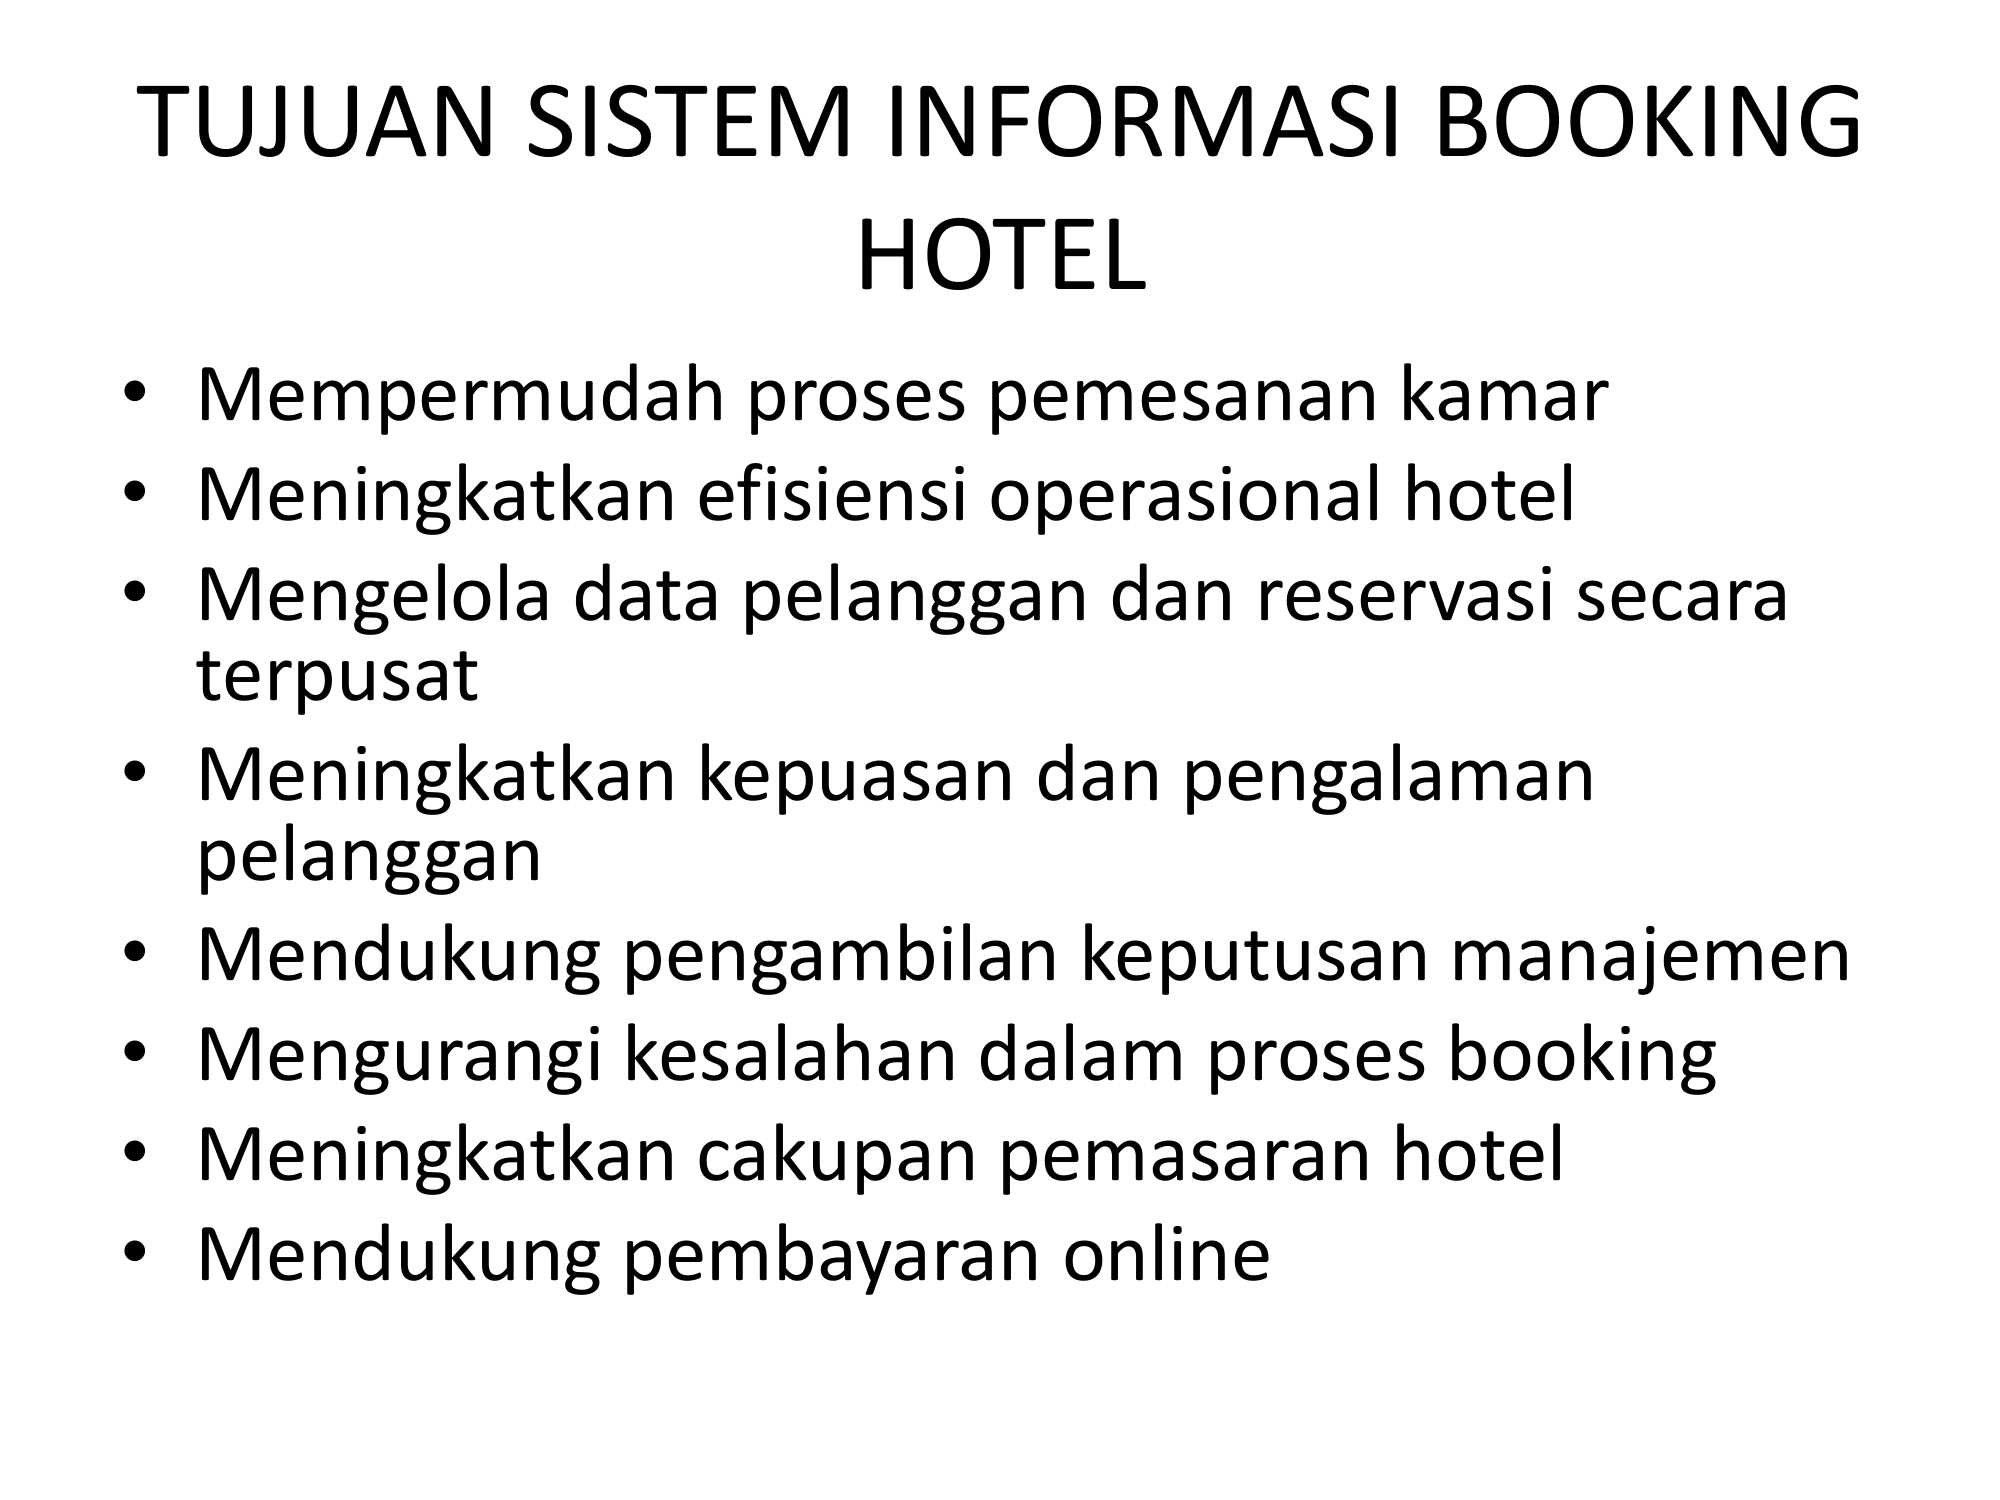 TUJUAN SISTEM INFORMASI BOOKING
HOTEL
• Mempermudah proses pemesanan kamar
• Meningkatkan efisiensi operasional hotel
• Mengelola data pelanggan dan reservasi secara
terpusat
• Meningkatkan kepuasan dan pengalaman
pelanggan
• Mendukung pengambilan keputusan manajemen
• Mengurangi kesalahan dalam proses booking
• Meningkatkan cakupan pemasaran hotel
• Mendukung pembayaran online